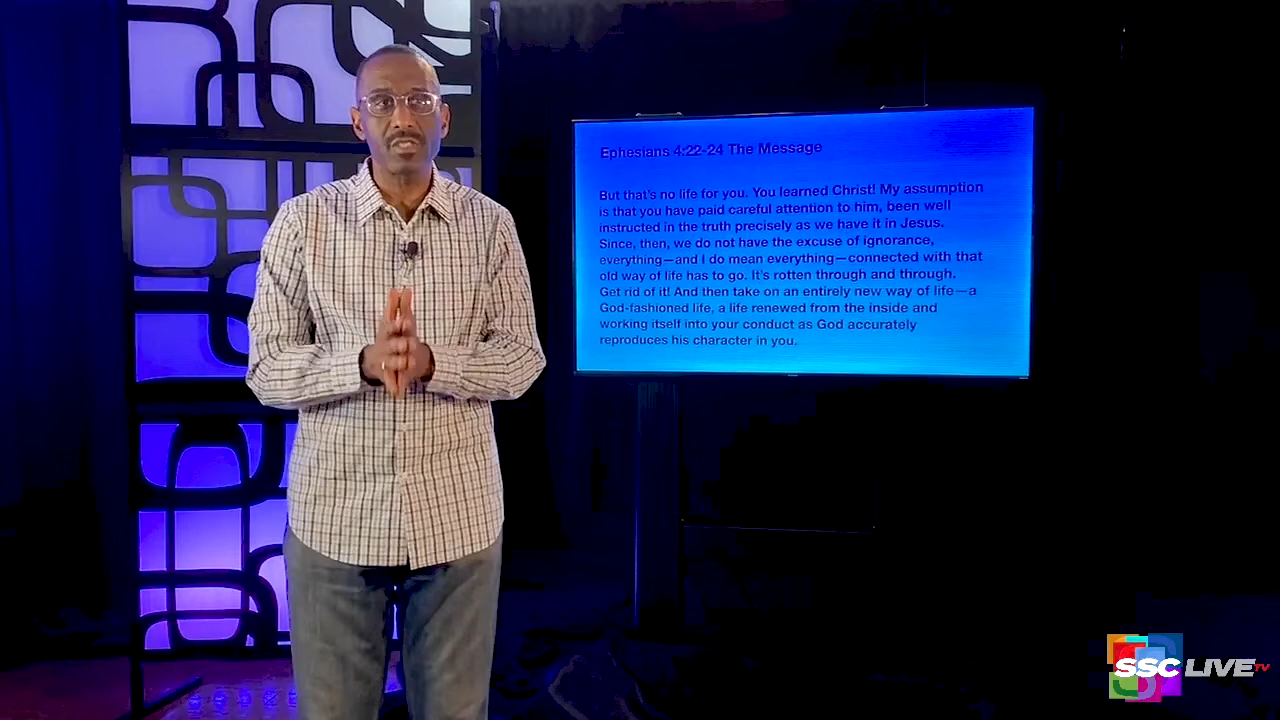 Ephesians 4:22-24 The Message
But that's no life for you. You learned Christ! My assumption
is that you have paid careful attention to him, been well
instructed in the truth precisely as we have it in Jesus.
Since, then, we do not have the excuse of ignorance,
everything—and I do mean everything—connected with that
old way of life has to go. It's rotten through and through.
Get rid of it! And then take on an entirely new way of life—a
God-fashioned life, a life renewed from the inside and
working itself into your conduct as God accurately
reproduces his character in you.
SSC LIVE TV